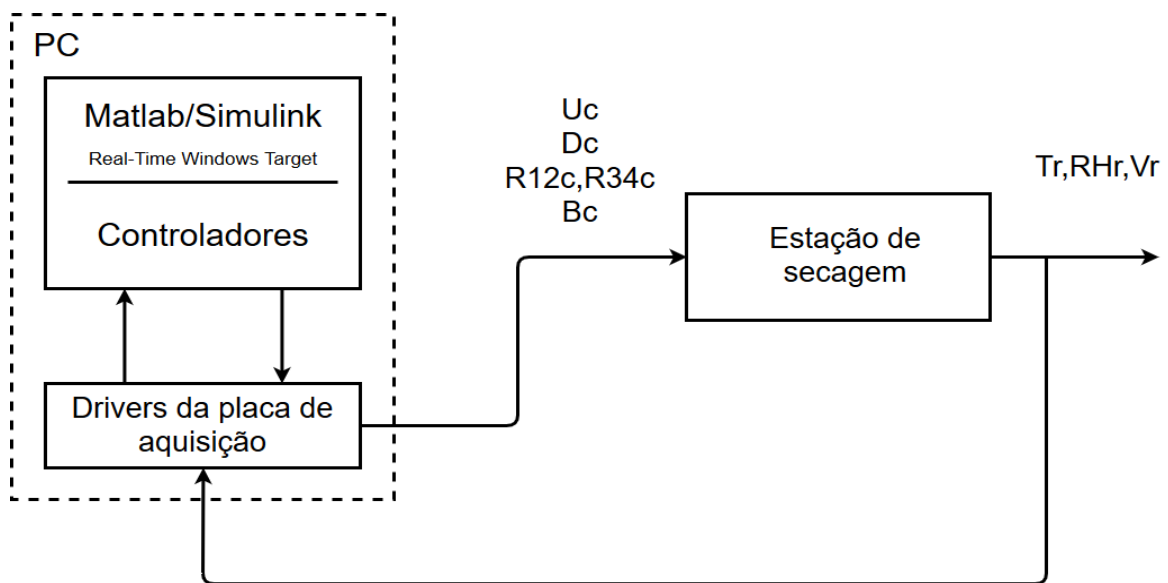 PC
Matlab/Simulink
Real-Time Windows Target
Controladores
Drivers da placa de
aquisição
Uc
Dc
R12c,R34c
Bc
Estação de
secagem
Tr,RHr,Vr